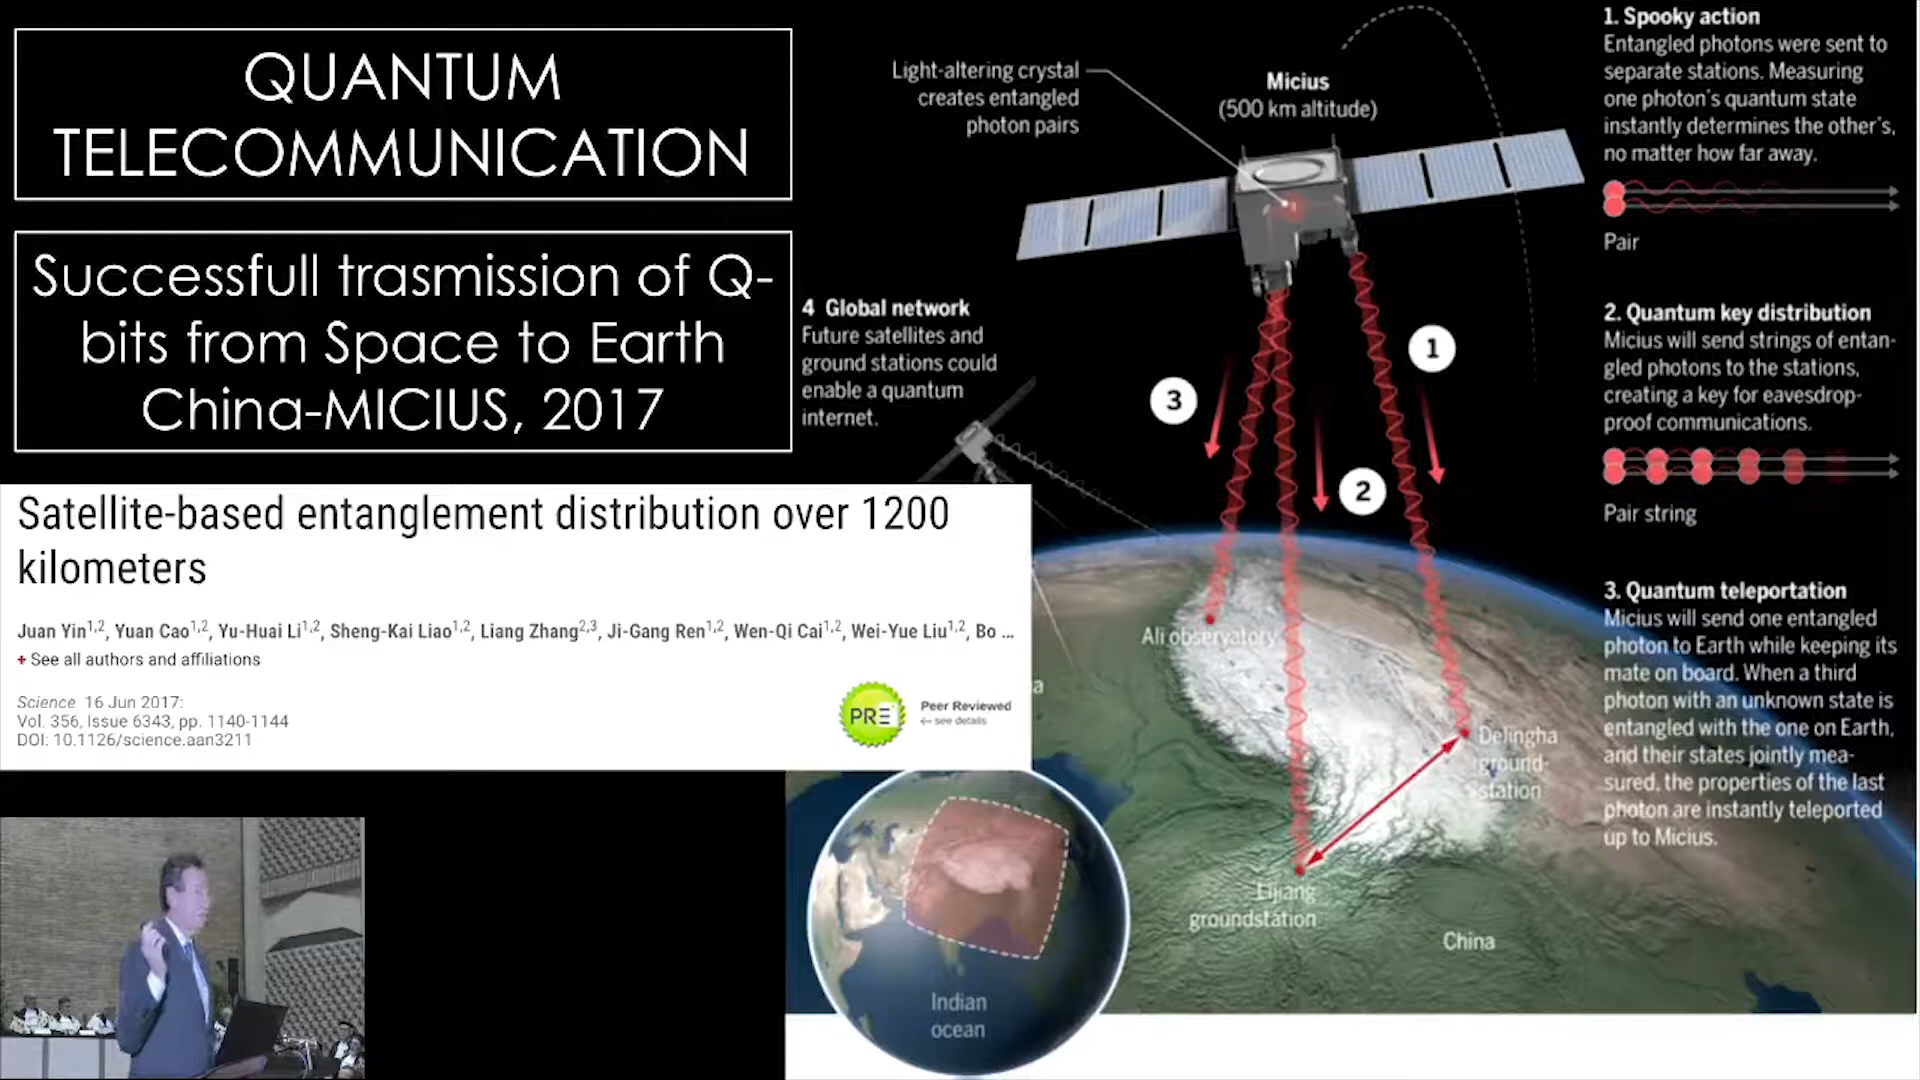 QUANTUM
TELECOMMUNICATION
Successfull trasmission of Q-
bits from Space to Earth
China-MICIUS, 2017
Satellite-based entanglement distribution over 1200
kilometers
Juan Yin1,2, Yuan Cao1,2, Yu-Huai Li1,2, Sheng-Kai Liao1,2, Liang Zhang2,3, Ji-Gang Ren1,2, Wen-Qi Cai1,2, Wei-Yue Liu1,2, Bo ...
+ See all authors and affiliations
Science 16 Jun 2017:
Vol. 356, Issue 6343, pp. 1140-1144
DOI: 10.1126/science.aan3211
PRE
Peer Reviewed
← see details
Light-altering crystal
creates entangled
photon pairs
Micius
(500 km altitude)
4 Global network
Future satellites and
ground stations could
enable a quantum
internet.
1
3
2
Ali observatory
a
Delingha
ground-
station
Lijiang
groundstation
China
Indian
ocean
1. Spooky action
Entangled photons were sent to
separate stations. Measuring
one photon's quantum state
instantly determines the other's,
no matter how far away.
Pair
2. Quantum key distribution
Micius will send strings of entan-
gled photons to the stations,
creating a key for eavesdrop-
proof communications.
Pair string
3. Quantum teleportation
Micius will send one entangled
photon to Earth while keeping its
mate on board. When a third
photon with an unknown state is
entangled with the one on Earth,
and their states jointly mea-
sured, the properties of the last
photon are instantly teleported
up to Micius.